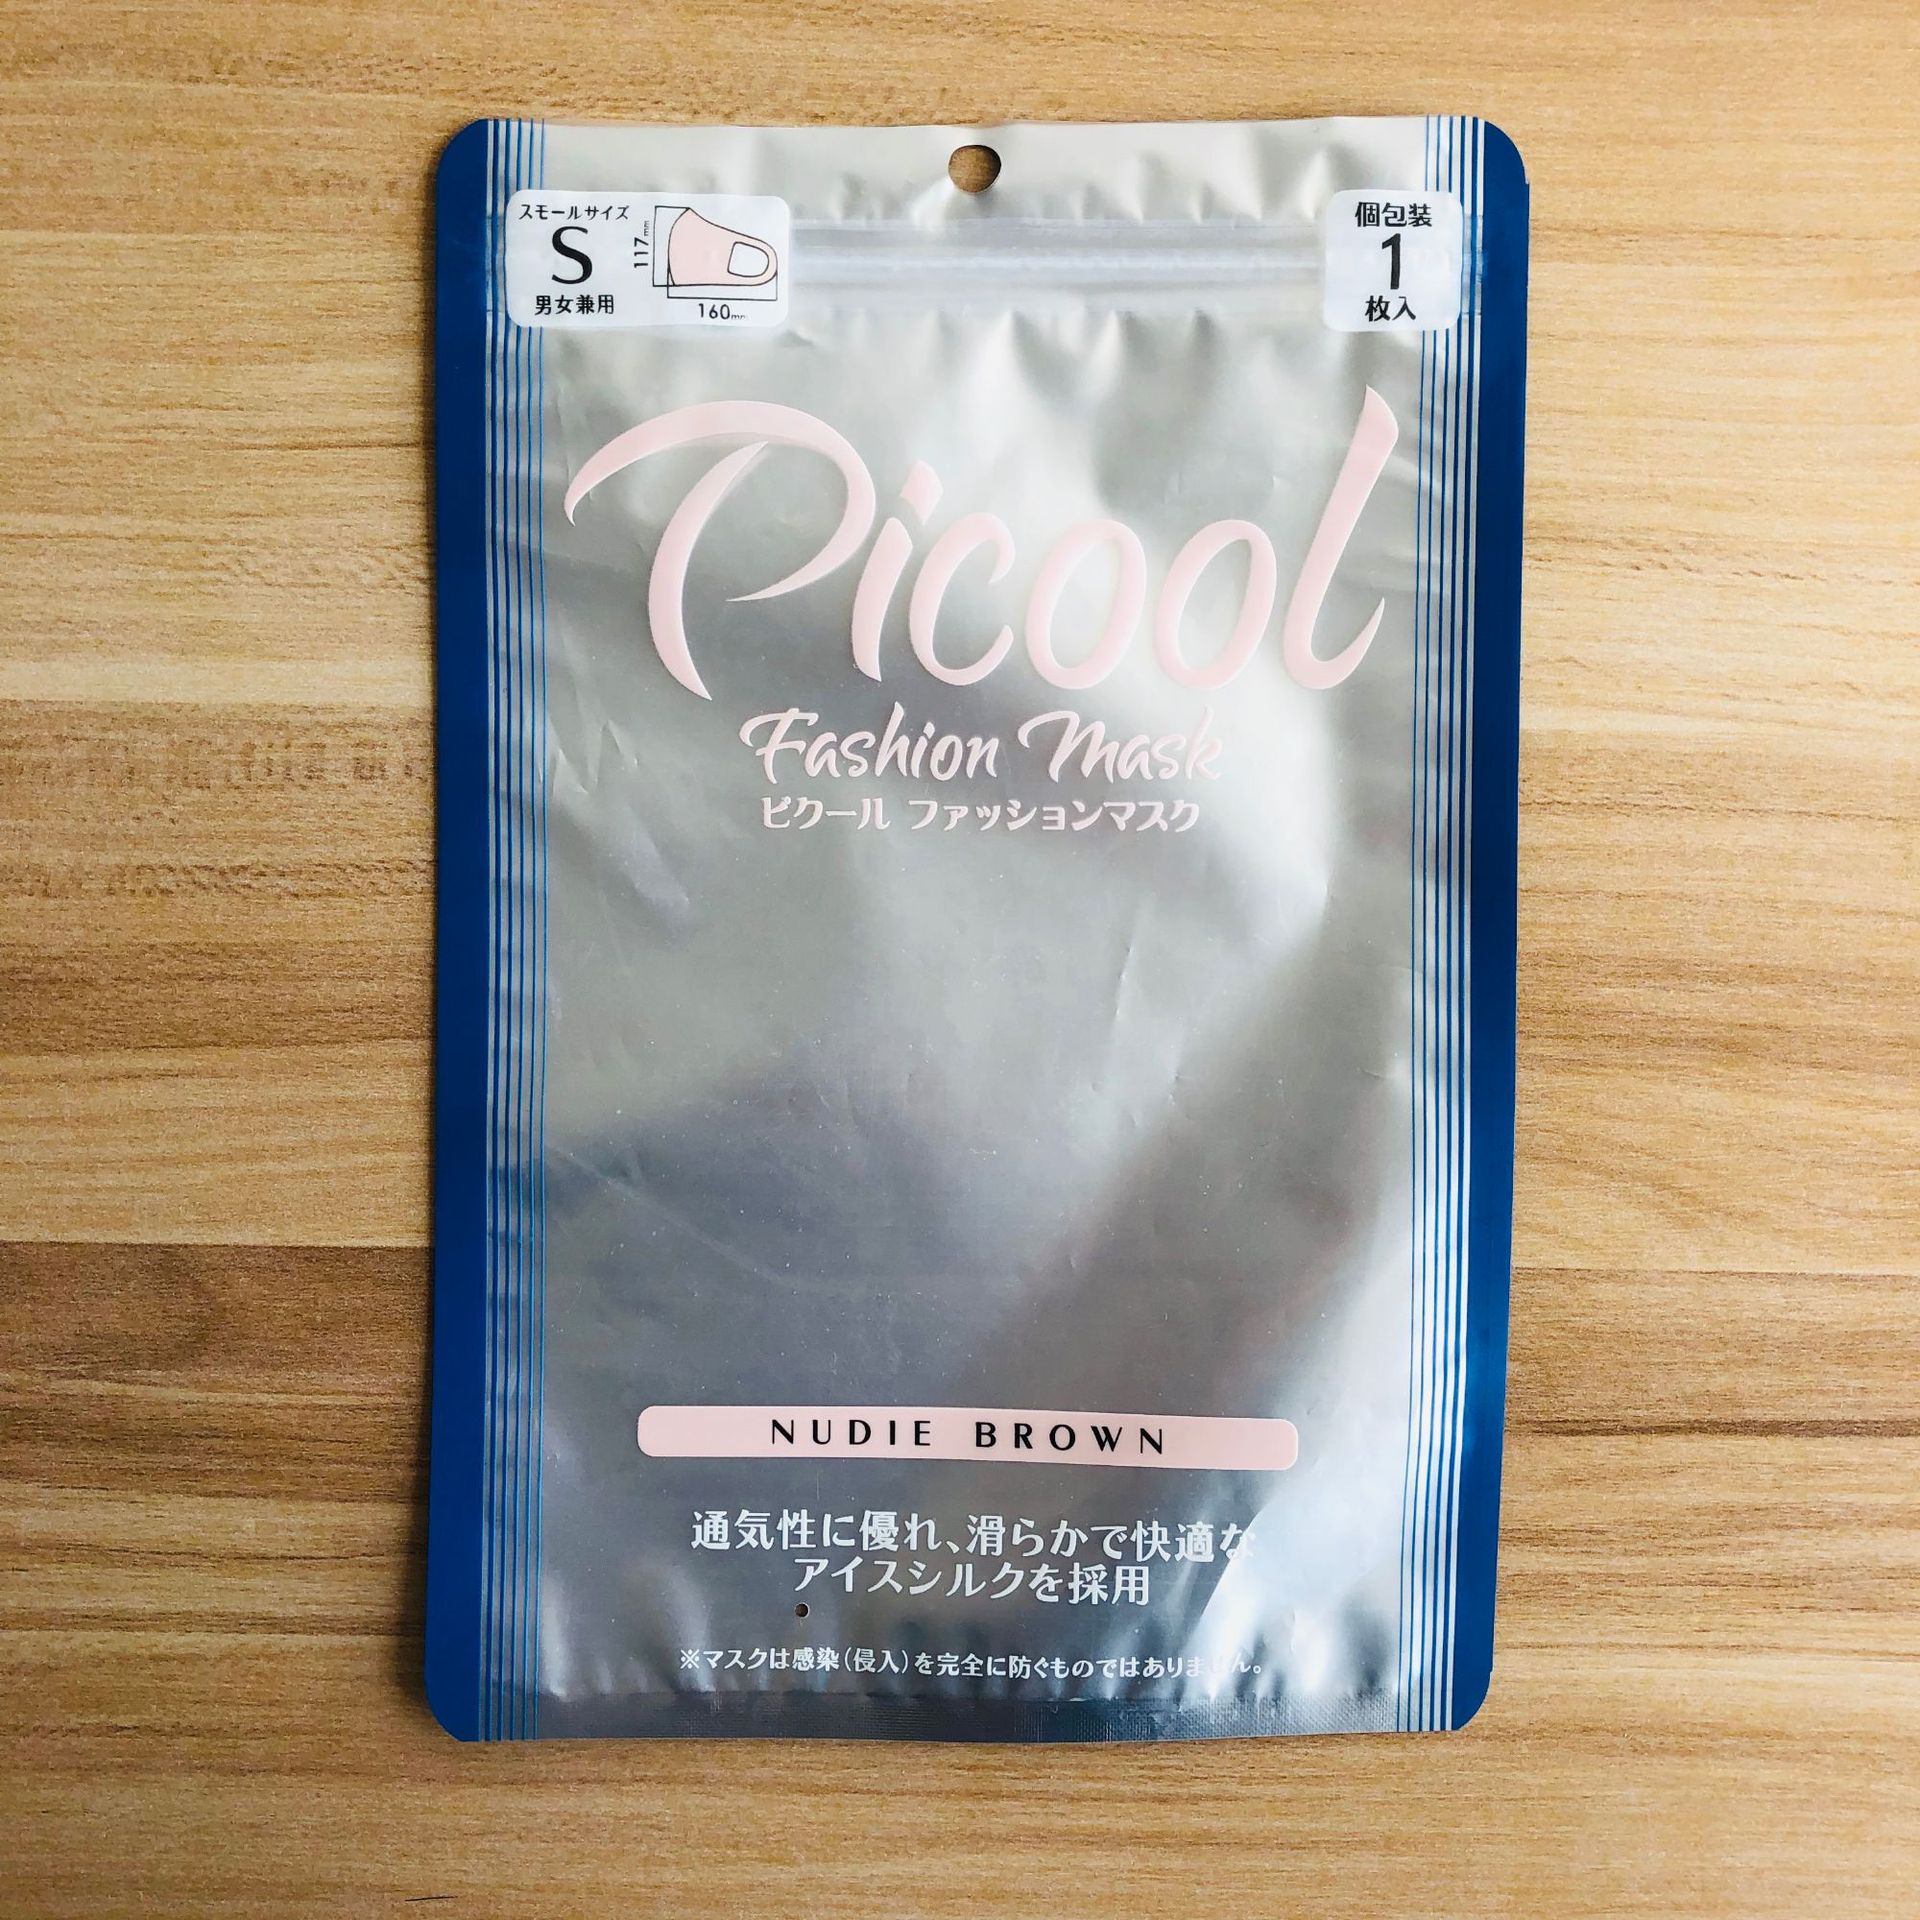 スモールサイズ
S
男女兼用
117mm
160mm
個包装
1
枚入
Picool
Fashion Mask
ピクール ファッションマスク
NUDIE BROWN
通気性に優れ、滑らかで快適な
アイスシルクを採用
※マスクは感染(侵入)を完全に防ぐものではありません。